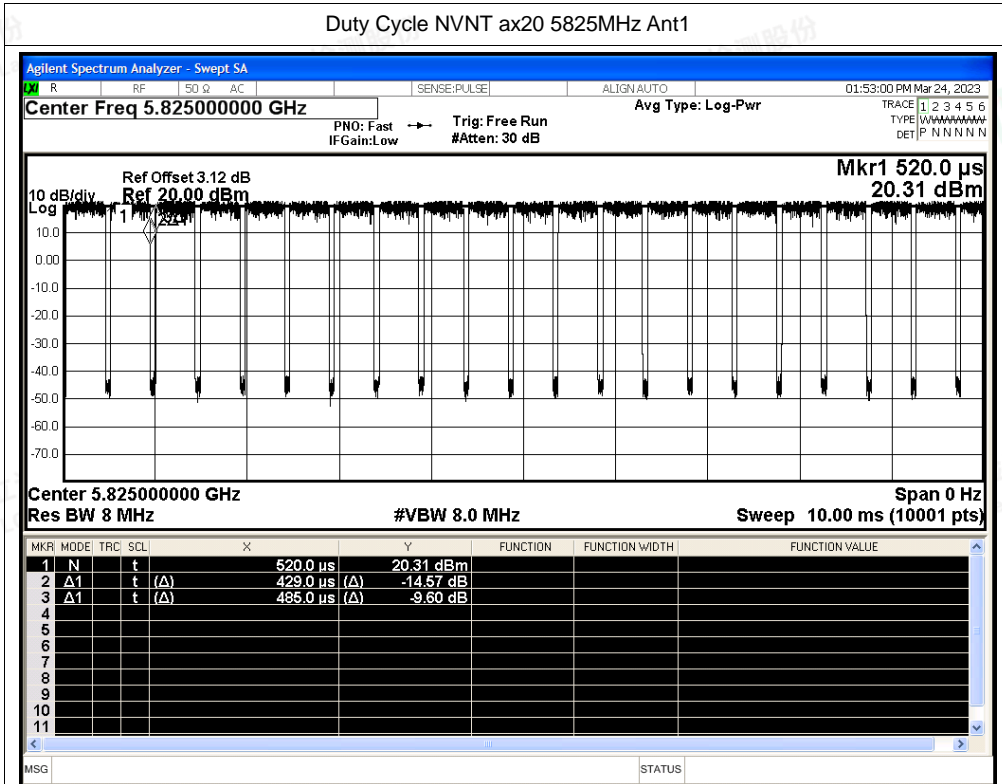 Duty Cycle NVNT ax20 5825MHz Ant1
Agilent Spectrum Analyzer - Swept SA
LXI R RF 50 Ω AC SENSE:PULSE ALIGN AUTO 01:53:00 PM Mar 24, 2023
Center Freq 5.825000000 GHz Avg Type: Log-Pwr TRACE 1 2 3 4 5 6
TYPE
PNO: Fast Trig: Free Run DET P N N N N N
IFGain:Low #Atten: 30 dB
Mkr1 520.0 µs
Ref Offset 3.12 dB
10 dB/div Ref 20.00 dBm 20.31 dBm
Log
1
10.0
0.00
-10.0
-20.0
-30.0
-40.0
-50.0
-60.0
-70.0
Center 5.825000000 GHz Span 0 Hz
Res BW 8 MHz #VBW 8.0 MHz Sweep 10.00 ms (10001 pts)
MKR MODE TRC SCL X Y FUNCTION FUNCTION WIDTH FUNCTION VALUE
1 N t 520.0 µs 20.31 dBm
2 Δ1 t (Δ) 429.0 µs (Δ) -14.57 dB
3 Δ1 t (Δ) 485.0 µs (Δ) -9.60 dB
4
5
6
7
8
9
10
11
MSG STATUS